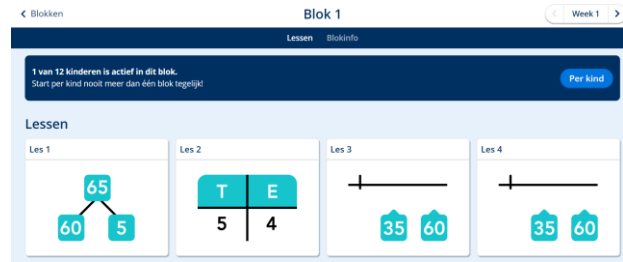 Blokken
Blok 1
Week 1
Lessen Blokinfo
1 van 12 kinderen is actief in dit blok.
Start per kind nooit meer dan één blok tegelijk!
Per kind
Lessen
Les 1
Les 2
Les 3
Les 4
65
60 5
T E
5 4
35 60
35 60